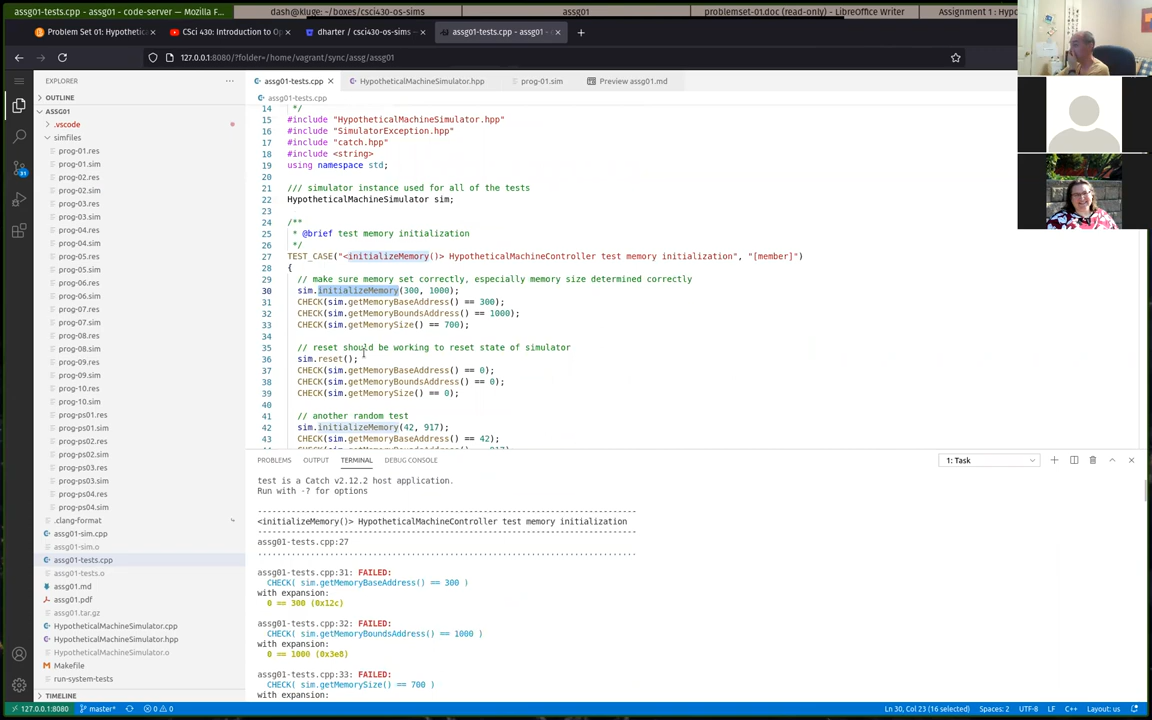 assg01-tests.cpp - assg01 - code-server — Mozilla F...
dash@kluge: ~/boxes/csci430-os-sims
assg01
problemset-01.doc (read-only) - LibreOffice Writer
Assignment 1 : Hypo
Problem Set 01: Hypothetic
CSci 430: Introduction to Op
dharter / csci430-os-sims —
assg01-tests.cpp - assg01 -
127.0.0.1:8080/?folder=/home/vagrant/sync/assg/assg01
EXPLORER
assg01-tests.cpp
HypotheticalMachineSimulator.hpp
prog-01.sim
Preview assg01.md
OUTLINE
assg01-tests.cpp
ASSG01
.vscode
simfiles
prog-01.res
prog-01.sim
prog-02.res
prog-02.sim
prog-03.res
prog-03.sim
prog-04.res
prog-04.sim
prog-05.res
prog-05.sim
prog-06.res
prog-06.sim
prog-07.res
prog-07.sim
prog-08.res
prog-08.sim
prog-09.res
prog-09.sim
prog-10.res
prog-10.sim
prog-ps01.res
prog-ps01.sim
prog-ps02.res
prog-ps02.sim
prog-ps03.res
prog-ps03.sim
prog-ps04.res
prog-ps04.sim
.clang-format
assg01-sim.cpp
assg01-sim.o
assg01-tests.cpp
assg01-tests.o
assg01.md
assg01.pdf
assg01.tar.gz
HypotheticalMachineSimulator.cpp
HypotheticalMachineSimulator.hpp
HypotheticalMachineSimulator.o
Makefile
run-system-tests
TIMELINE
31
14 */
15 #include "HypotheticalMachineSimulator.hpp"
16 #include "SimulatorException.hpp"
17 #include "catch.hpp"
18 #include <string>
19 using namespace std;
20
21 /// simulator instance used for all of the tests
22 HypotheticalMachineSimulator sim;
23
24 /**
25 * @brief test memory initialization
26 */
27 TEST_CASE("<initializeMemory()> HypotheticalMachineController test memory initialization", "[member]")
28 {
29 // make sure memory set correctly, especially memory size determined correctly
30 sim.initializeMemory(300, 1000);
31 CHECK(sim.getMemoryBaseAddress() == 300);
32 CHECK(sim.getMemoryBoundsAddress() == 1000);
33 CHECK(sim.getMemorySize() == 700);
34
35 // reset should be working to reset state of simulator
36 sim.reset();
37 CHECK(sim.getMemoryBaseAddress() == 0);
38 CHECK(sim.getMemoryBoundsAddress() == 0);
39 CHECK(sim.getMemorySize() == 0);
40
41 // another random test
42 sim.initializeMemory(42, 917);
43 CHECK(sim.getMemoryBaseAddress() == 42);
PROBLEMS OUTPUT TERMINAL DEBUG CONSOLE
1: Task
test is a Catch v2.12.2 host application.
Run with -? for options
-------------------------------------------------------------------------------
<initializeMemory()> HypotheticalMachineController test memory initialization
-------------------------------------------------------------------------------
assg01-tests.cpp:27
...............................................................................
assg01-tests.cpp:31: FAILED:
CHECK( sim.getMemoryBaseAddress() == 300 )
with expansion:
0 == 300 (0x12c)
assg01-tests.cpp:32: FAILED:
CHECK( sim.getMemoryBoundsAddress() == 1000 )
with expansion:
0 == 1000 (0x3e8)
assg01-tests.cpp:33: FAILED:
CHECK( sim.getMemorySize() == 700 )
with expansion:
127.0.0.1:8080
master*
0 0
Ln 30, Col 23 (16 selected)
Spaces: 2
UTF-8
LF
C++
Layout: us